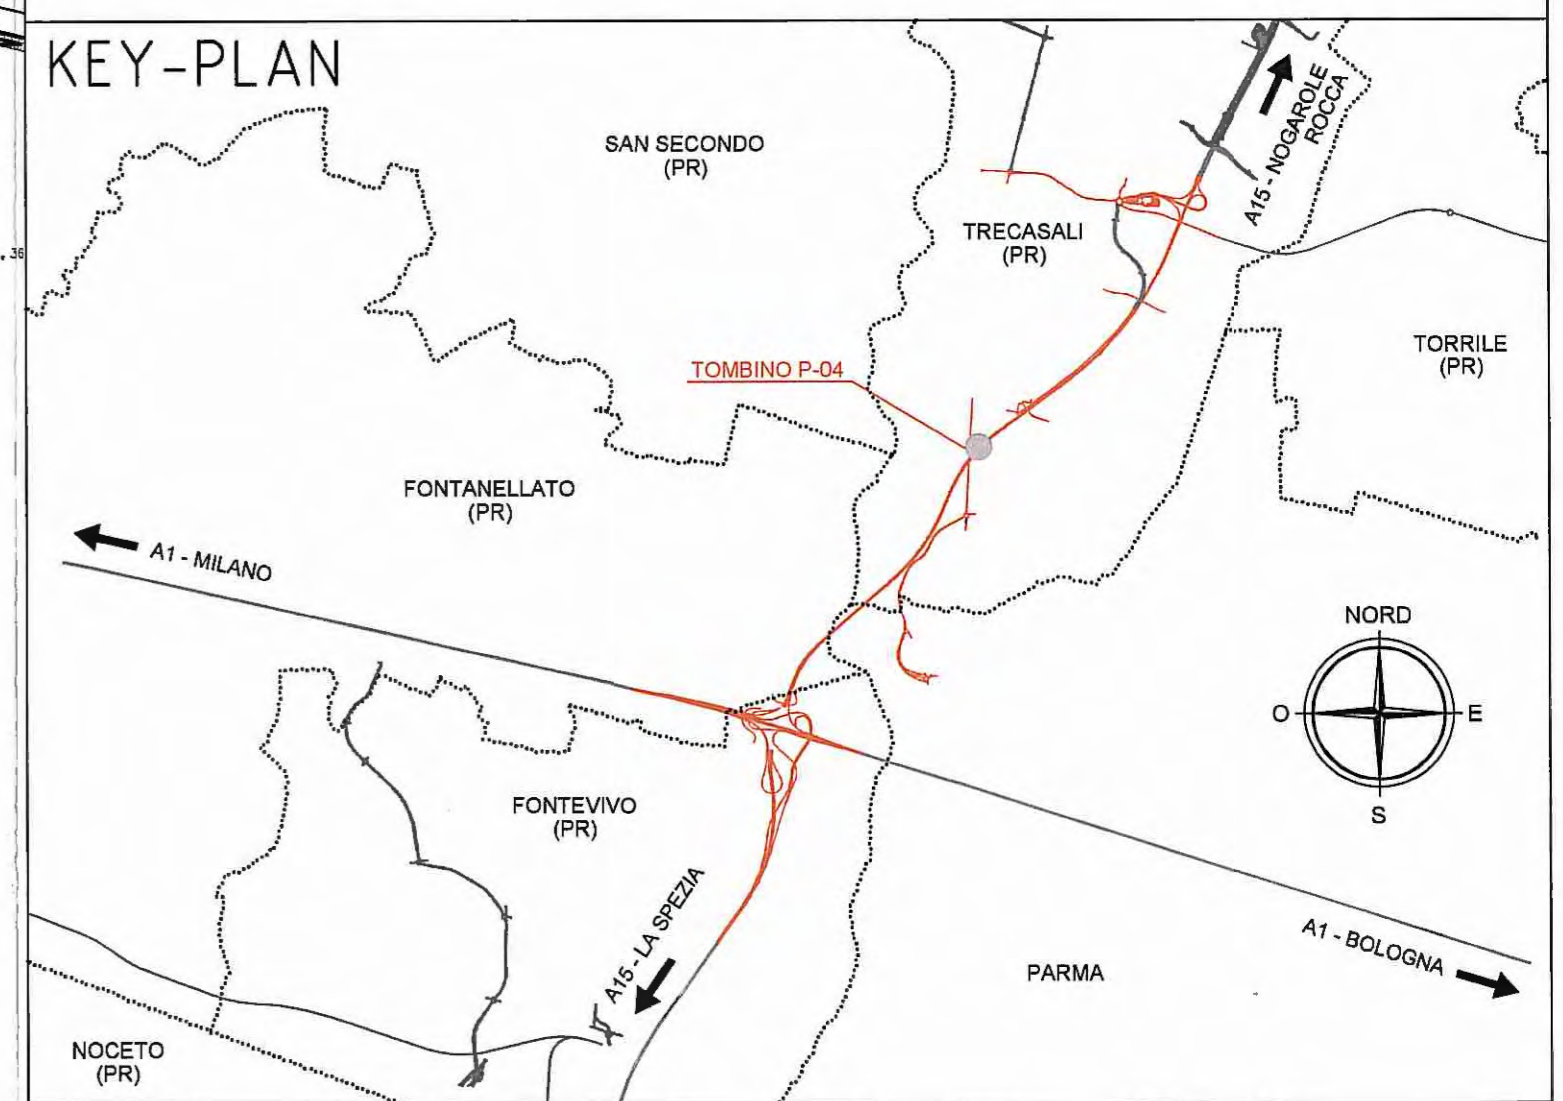 KEY-PLAN
SAN SECONDO
(PR)
A15 - NOGAROLE
ROCCA
TRECASALI
(PR)
. 36
TORRILE
(PR)
TOMBINO P-04
FONTANELLATO
(PR)
A1 - MILANO
NORD
O
E
S
FONTEVIVO
(PR)
A15 - LA SPEZIA
A1 - BOLOGNA
PARMA
NOCETO
(PR)